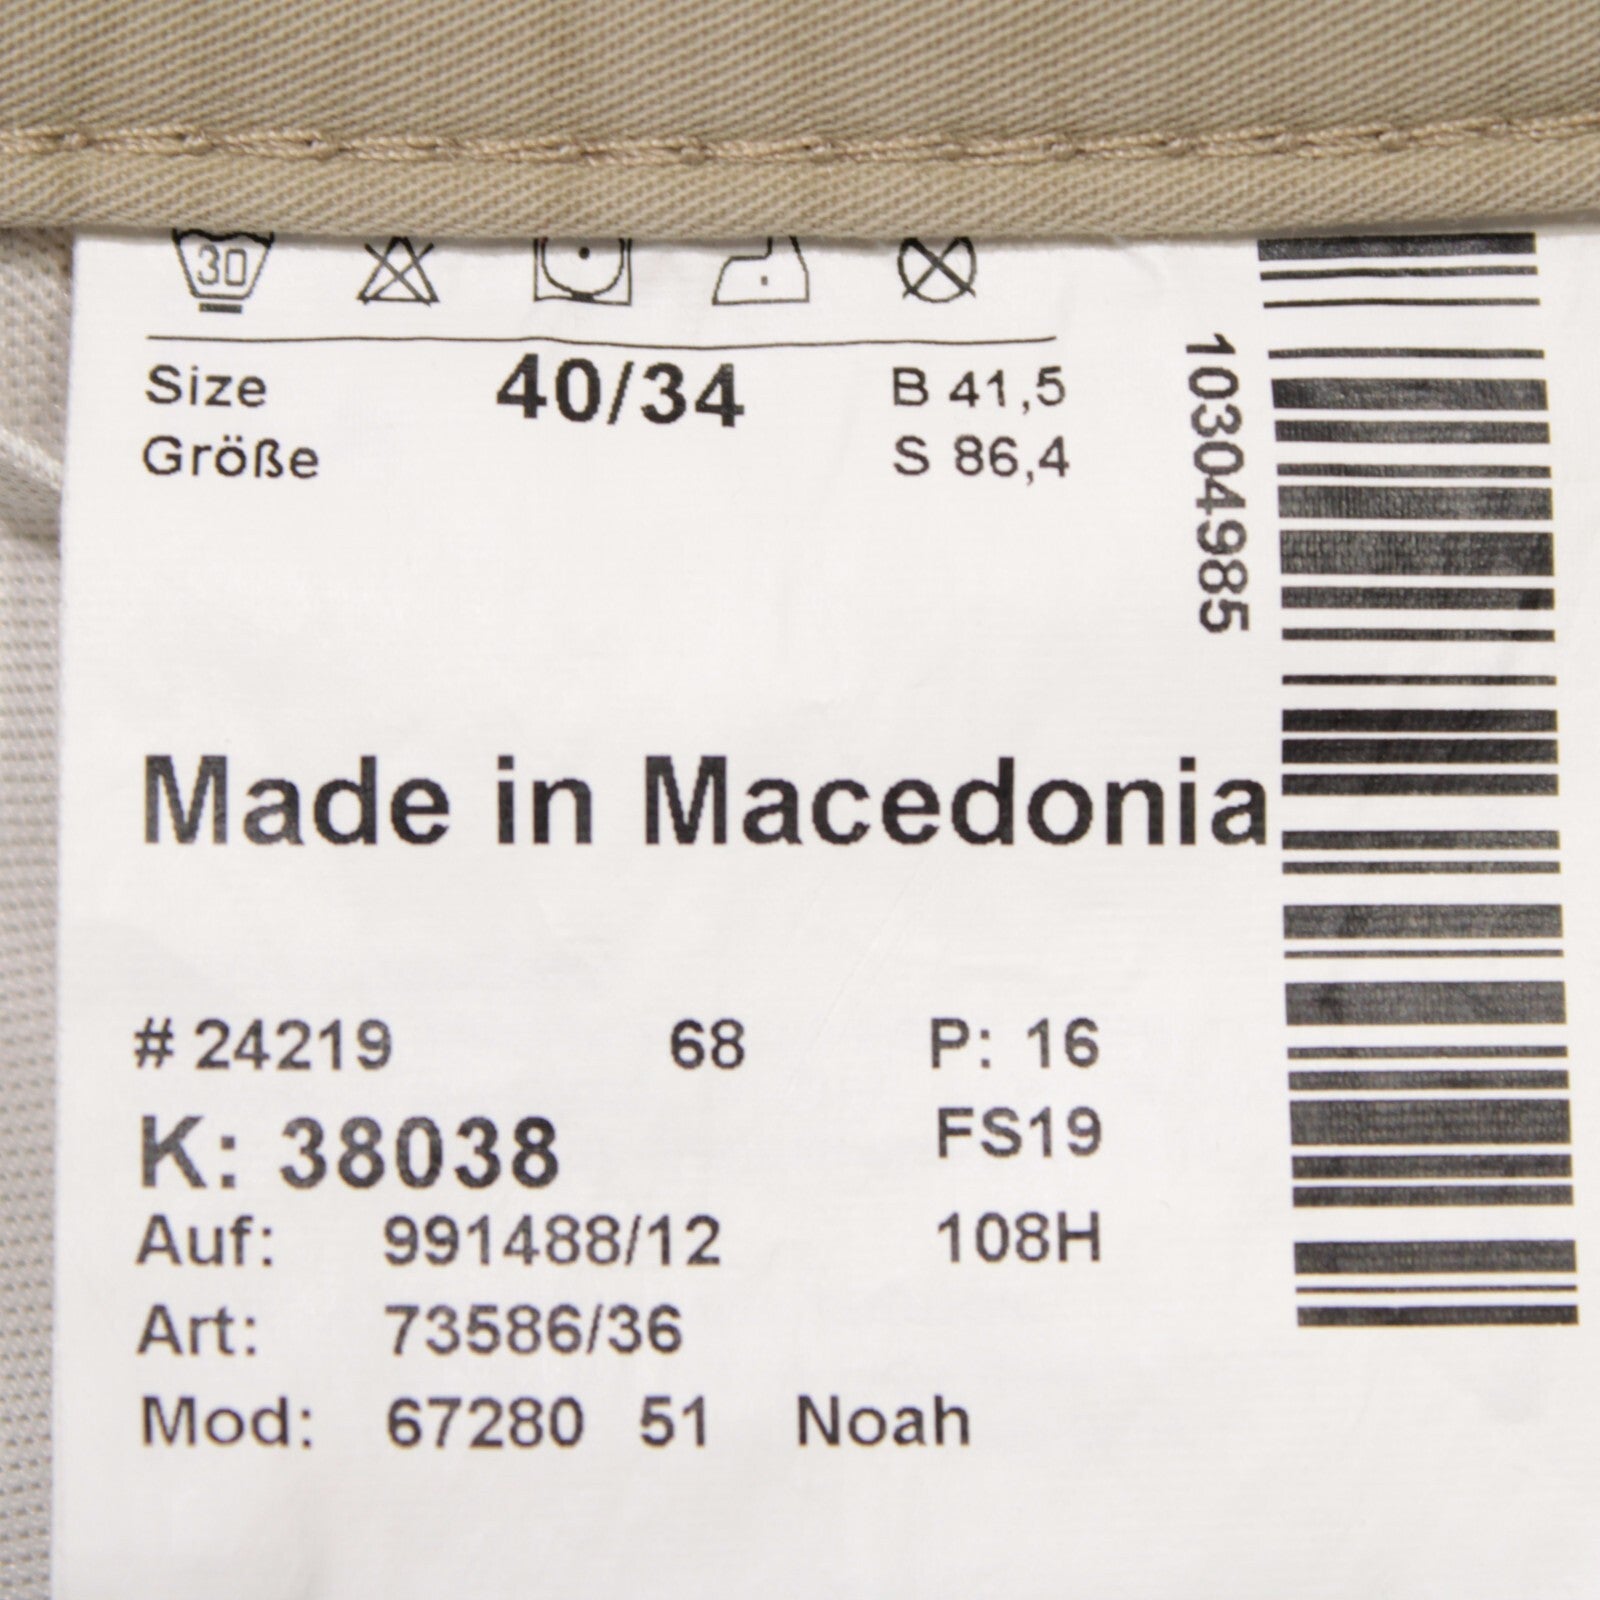 30
Size 40/34 B 41,5
Größe S 86,4
10304985
Made in Macedonia
# 24219 68 P: 16
K: 38038 FS19
Auf: 991488/12 108H
Art: 73586/36
Mod: 67280 51 Noah